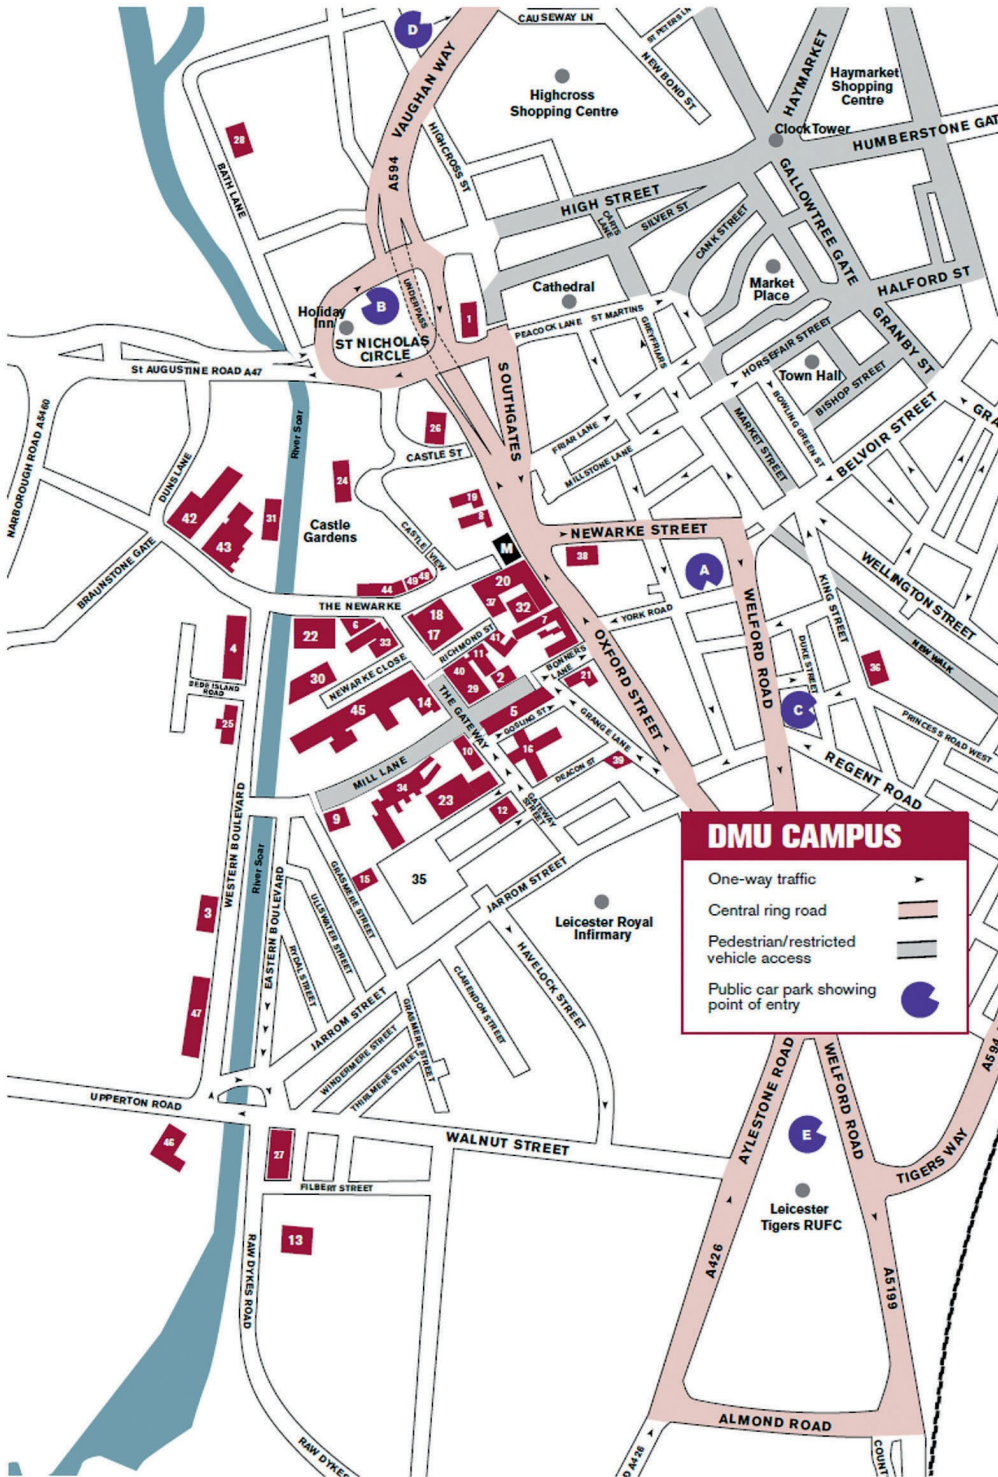 D
CAUSEWAY LN
ST PETERS LN
NEW BOND ST
VAUGHAN WAY
A594
HIGHCROSS ST
Highcross
Shopping Centre
HAYMARKET
Haymarket
Shopping
Centre
Clock Tower
HUMBERSTONE GAT
28
BATH LANE
HIGH STREET
CARTS
LANE
SILVER ST
CANK STREET
GALLOWTREE GATE
HALFORD ST
Market
Place
Cathedral
Holiday
Inn
B
UNDERPASS
ST NICHOLAS
CIRCLE
1
PEACOCK LANE
ST MARTINS
GREYFRIARS
HORSEFAIR STREET
GRANBY ST
Town Hall
BISHOP STREET
BOWLING GREEN ST
MARKET STREET
BELVOIR STREET
GRA
St AUGUSTINE ROAD A47
NARBOROUGH ROAD A5460
DUNS LANE
River Soar
SOUTHGATES
26
CASTLE ST
FRIAR LANE
MILLSTONE LANE
24
Castle
Gardens
CASTLE
VIEW
19
8
42
43
31
M
NEWARKE STREET
38
A
BRAUNSTONE GATE
44
49
48
THE NEWARKE
20
37
32
7
18
17
6
22
33
RICHMOND ST
41
11
40
29
2
BONNERS
LANE
21
YORK ROAD
OXFORD STREET
WELFORD ROAD
KING STREET
DUKE STREET
WELLINGTON STREET
NEW WALK
36
C
PRINCESS ROAD WEST
REGENT ROAD
4
BEDE ISLAND
ROAD
25
30
NEWARKE CLOSE
45
14
THE GATEWAY
5
GOSLING ST
GRANGE LANE
16
10
DEACON ST
39
MILL LANE
34
23
GATEWAY
STREET
12
9
15
35
WESTERN BOULEVARD
River Soar
EASTERN BOULEVARD
GRASMERE STREET
ULLSWATER STREET
RYDAL STREET
JARROM STREET
Leicester Royal
Infirmary
3
47
HAVELOCK STREET
CLARENDON STREET
JARROM STREET
GRASMERE STREET
WINDERMERE STREET
THIRLMERE STREET
DMU CAMPUS
One-way traffic
Central ring road
Pedestrian/restricted
vehicle access
Public car park showing
point of entry
UPPERTON ROAD
WALNUT STREET
46
27
FILBERT STREET
13
RAW DYKES ROAD
RAW DYKES
AYLESTONE ROAD
WELFORD ROAD
A594
E
TIGERS WAY
Leicester
Tigers RUFC
A426
A5199
ALMOND ROAD
A426
COUNT